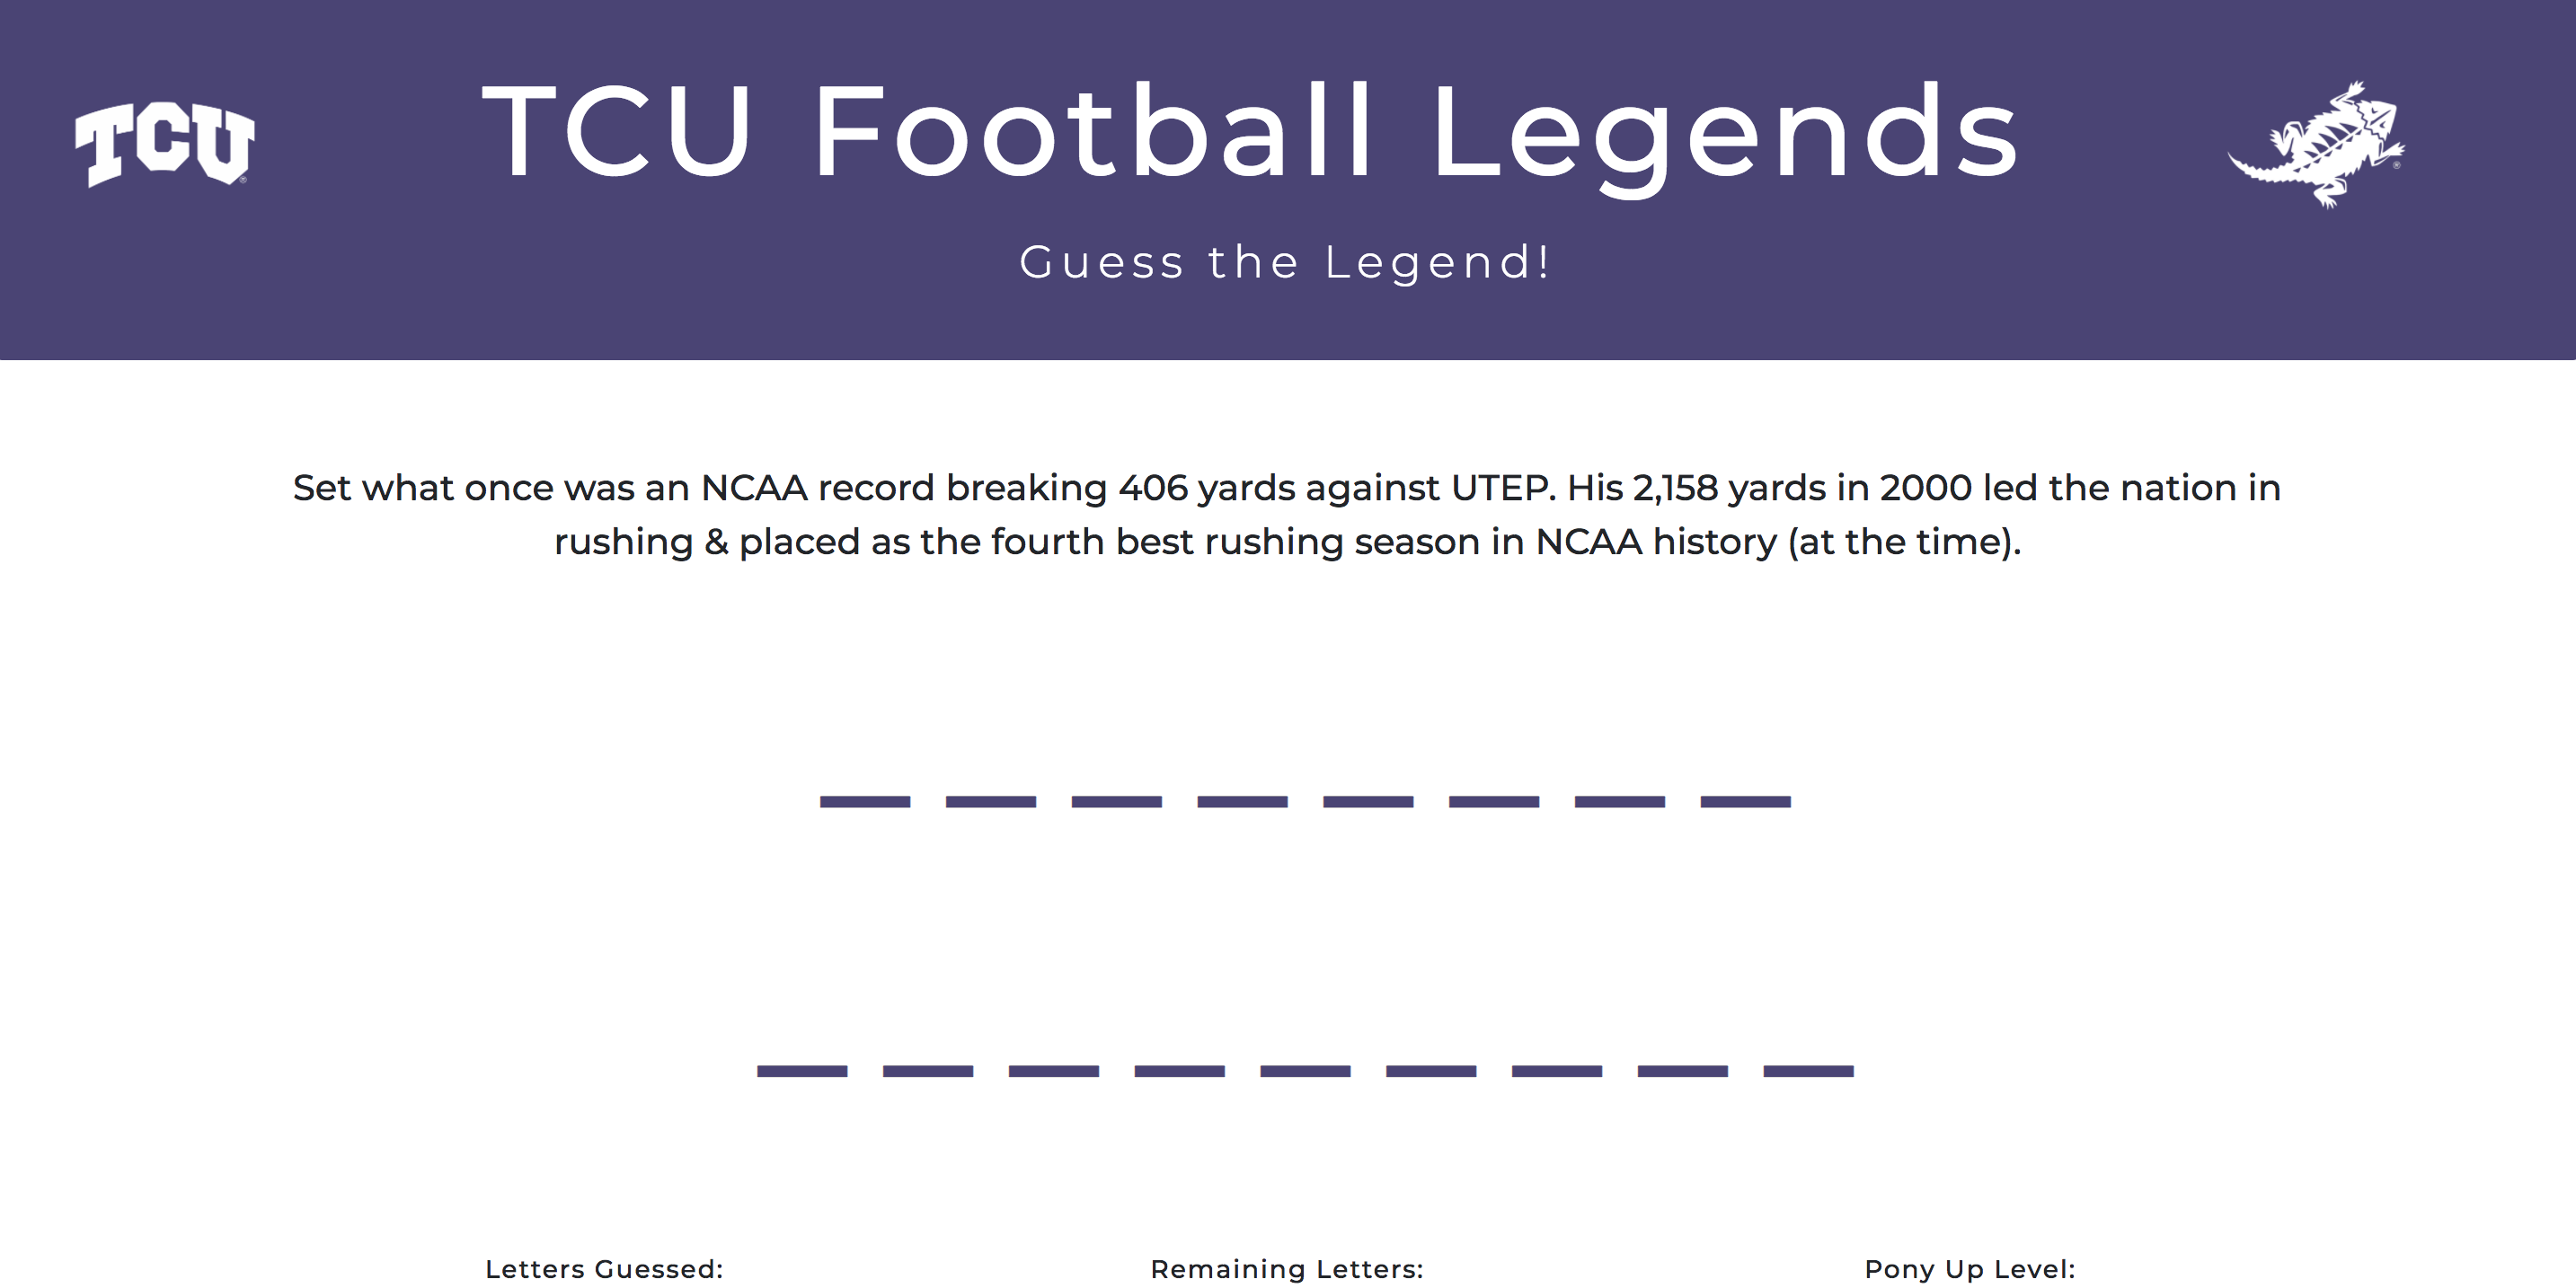 TCU
TCU Football Legends
Guess the Legend!
Set what once was an NCAA record breaking 406 yards against UTEP. His 2,158 yards in 2000 led the nation in
rushing & placed as the fourth best rushing season in NCAA history (at the time).
_ _ _ _ _ _ _ _
_ _ _ _ _ _ _ _ _
Letters Guessed:
Remaining Letters:
Pony Up Level: